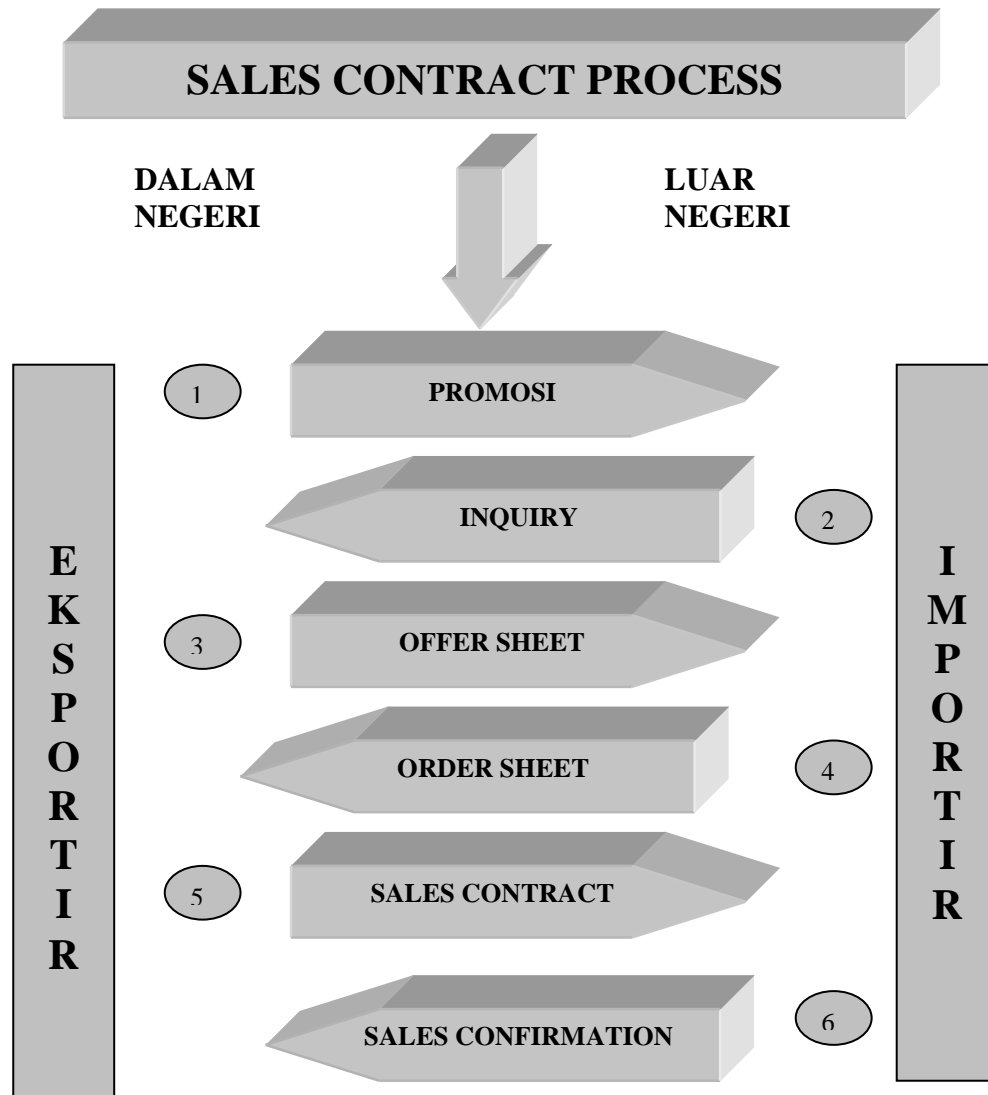 SALES CONTRACT PROCESS
DALAM
NEGERI
LUAR
NEGERI
1
PROMOSI
INQUIRY
2
3
OFFER SHEET
ORDER SHEET
4
5
SALES CONTRACT
SALES CONFIRMATION
6
E
K
S
P
O
R
T
I
R
I
M
P
O
R
T
I
R